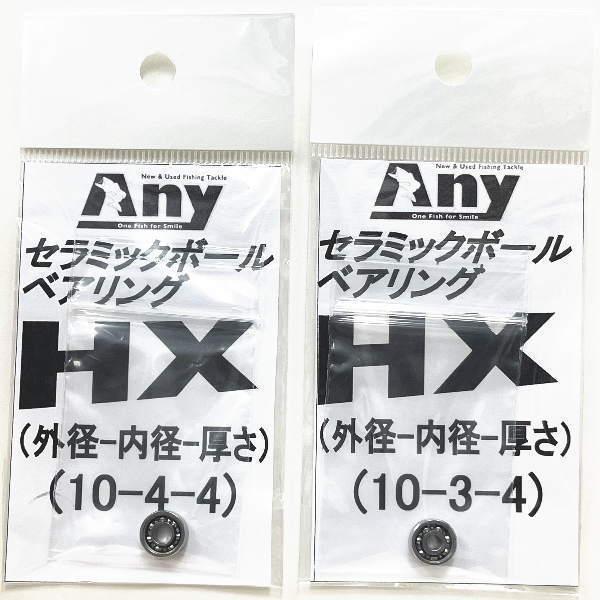 New & Used Fishing Tackle
Any
One Fish for Smile
セラミックボール
ベアリング
HX
(外径-内径-厚さ)
(10-4-4)
New & Used Fishing Tackle
Any
One Fish for Smile
セラミックボール
ベアリング
HX
(外径-内径-厚さ)
(10-3-4)